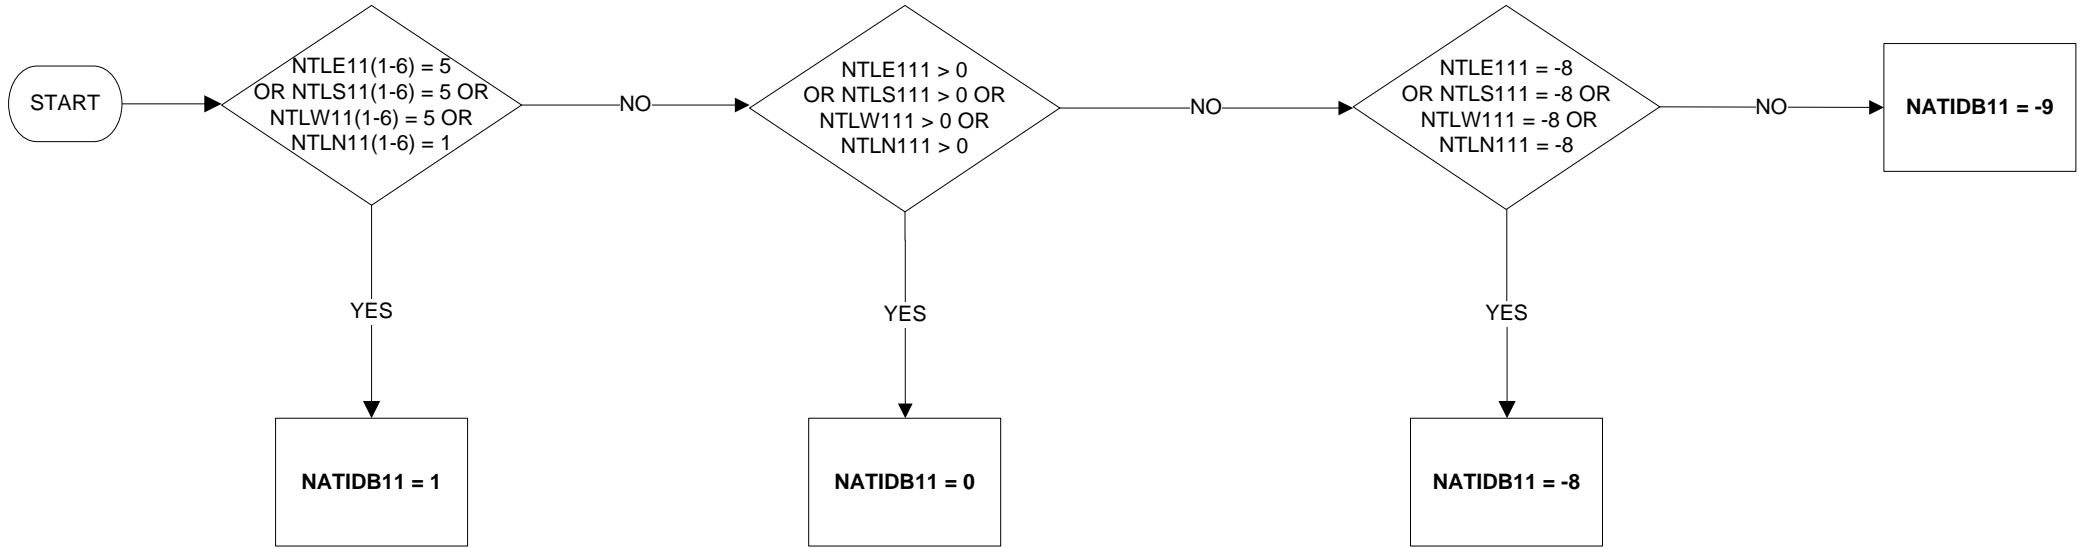 START
NTLE11(1-6) = 5
OR NTLS11(1-6) = 5 OR
NTLW11(1-6) = 5 OR
NTLN11(1-6) = 1
NO
NTLE111 > 0
OR NTLS111 > 0 OR
NTLW111 > 0 OR
NTLN111 > 0
NO
NTLE111 = -8
OR NTLS111 = -8 OR
NTLW111 = -8 OR
NTLN111 = -8
NO
NATIDB11 = -9
YES
YES
YES
NATIDB11 = 1
NATIDB11 = 0
NATIDB11 = -8